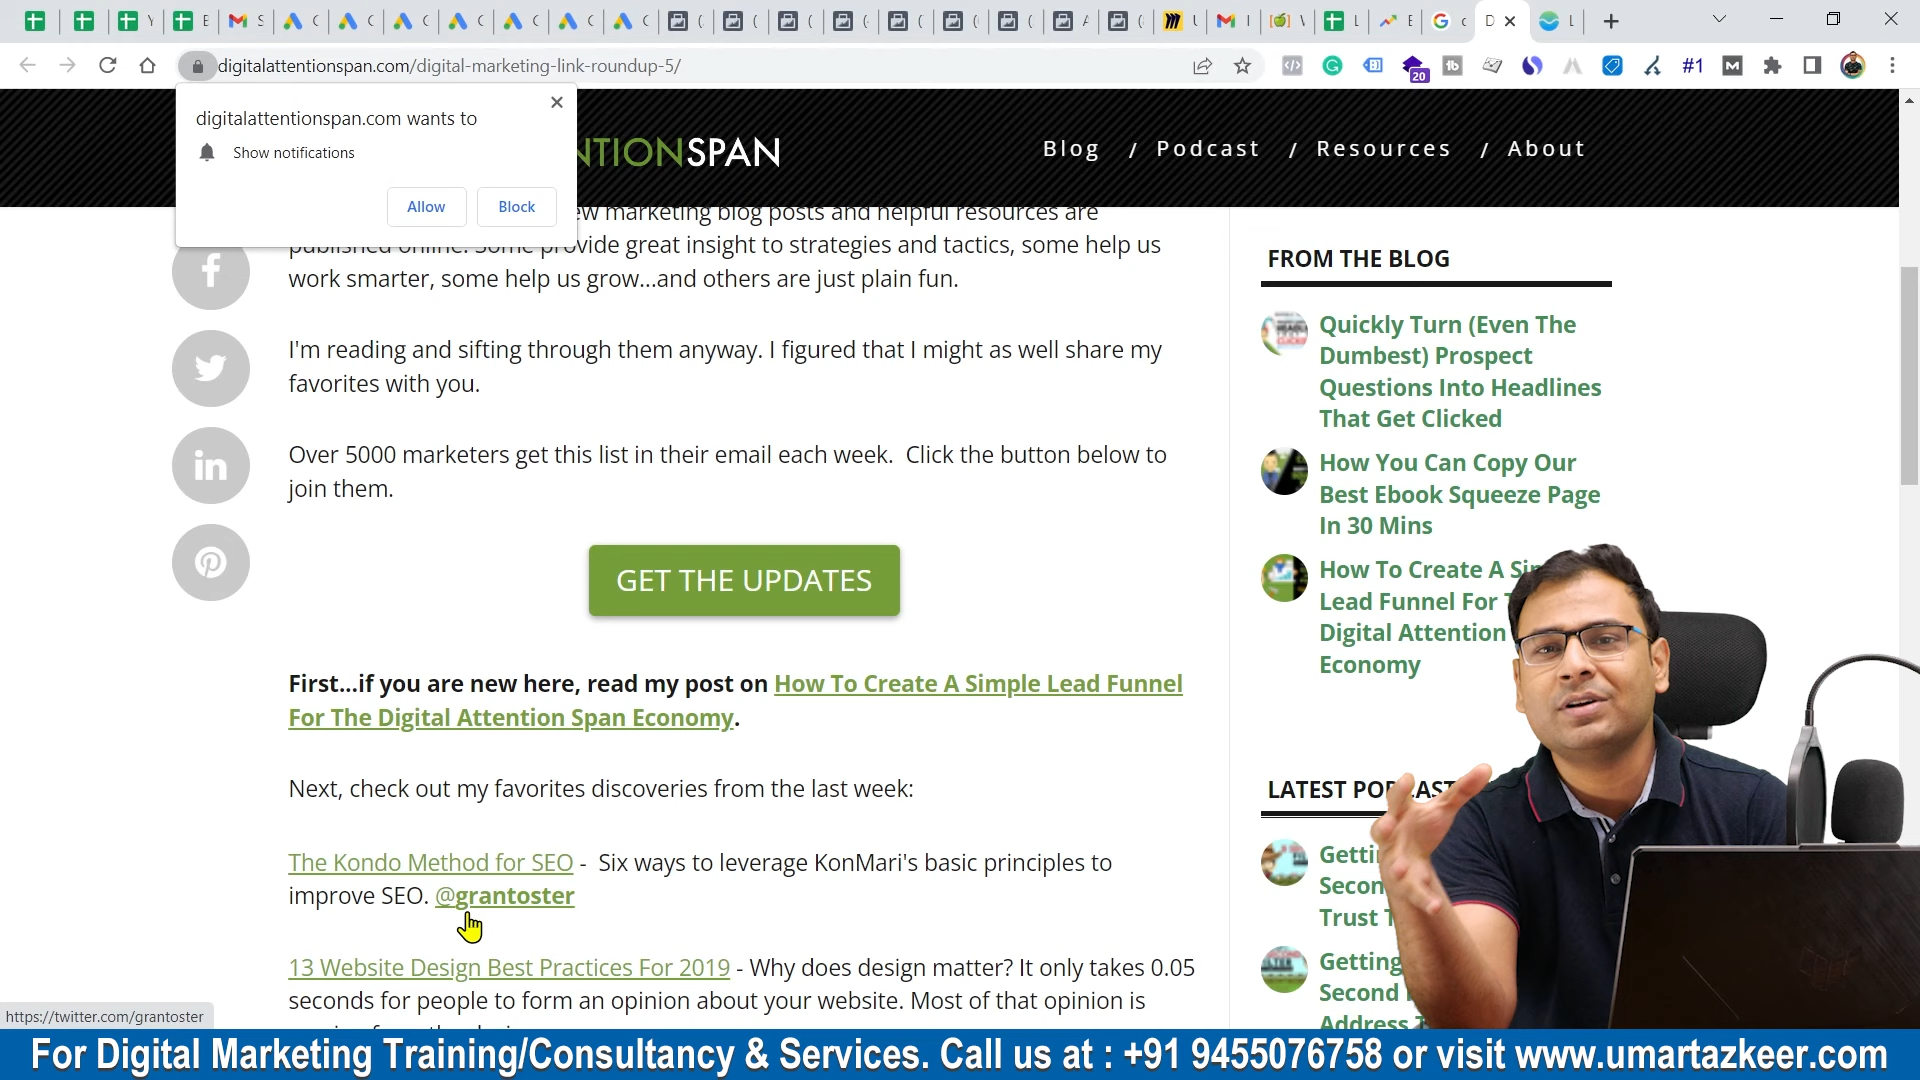 digitalattentionspan.com/digital-marketing-link-roundup-5/
20
#1
digitalattentionspan.com wants to
Show notifications
Allow
Block
NTIONSPAN
Blog / Podcast / Resources / About
ew marketing blog posts and helpful resources are
published online. Some provide great insight to strategies and tactics, some help us
work smarter, some help us grow...and others are just plain fun.
I'm reading and sifting through them anyway. I figured that I might as well share my
favorites with you.
Over 5000 marketers get this list in their email each week. Click the button below to
join them.
GET THE UPDATES
First...if you are new here, read my post on How To Create A Simple Lead Funnel
For The Digital Attention Span Economy.
Next, check out my favorites discoveries from the last week:
The Kondo Method for SEO - Six ways to leverage KonMari's basic principles to
improve SEO. @grantoster
13 Website Design Best Practices For 2019 - Why does design matter? It only takes 0.05
seconds for people to form an opinion about your website. Most of that opinion is
FROM THE BLOG
Quickly Turn (Even The
Dumbest) Prospect
Questions Into Headlines
That Get Clicked
How You Can Copy Our
Best Ebook Squeeze Page
In 30 Mins
How To Create A Si
Lead Funnel For T
Digital Attention
Economy
LATEST PODCAST
Getti
Secon
Trust T
Getting
Second
Address
https://twitter.com/grantoster
For Digital Marketing Training/Consultancy & Services. Call us at : +91 9455076758 or visit www.umartazkeer.com